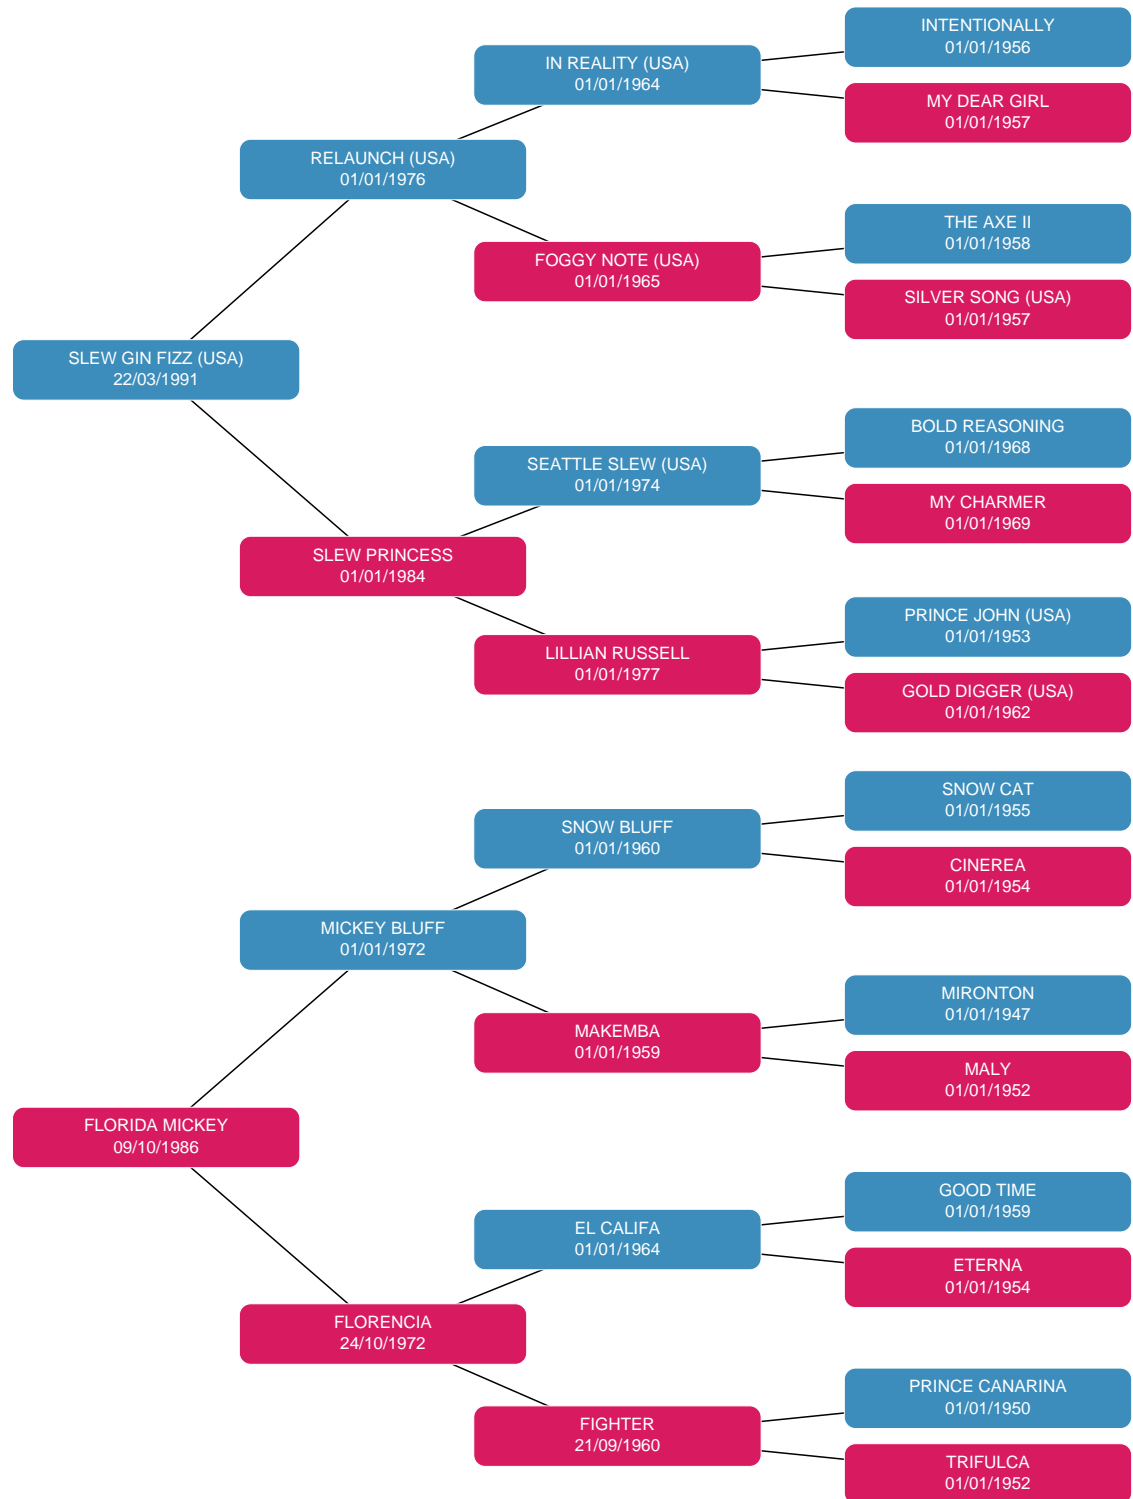 INTENTIONALLY
01/01/1956
IN REALITY (USA)
01/01/1964
MY DEAR GIRL
01/01/1957
RELAUNCH (USA)
01/01/1976
THE AXE II
01/01/1958
FOGGY NOTE (USA)
01/01/1965
SILVER SONG (USA)
01/01/1957
SLEW GIN FIZZ (USA)
22/03/1991
BOLD REASONING
01/01/1968
SEATTLE SLEW (USA)
01/01/1974
MY CHARMER
01/01/1969
SLEW PRINCESS
01/01/1984
PRINCE JOHN (USA)
01/01/1953
LILLIAN RUSSELL
01/01/1977
GOLD DIGGER (USA)
01/01/1962
SNOW CAT
01/01/1955
SNOW BLUFF
01/01/1960
CINEREA
01/01/1954
MICKEY BLUFF
01/01/1972
MIRONTON
01/01/1947
MAKEMBA
01/01/1959
MALY
01/01/1952
FLORIDA MICKEY
09/10/1986
GOOD TIME
01/01/1959
EL CALIFA
01/01/1964
ETERNA
01/01/1954
FLORENCIA
24/10/1972
PRINCE CANARINA
01/01/1950
FIGHTER
21/09/1960
TRIFULCA
01/01/1952